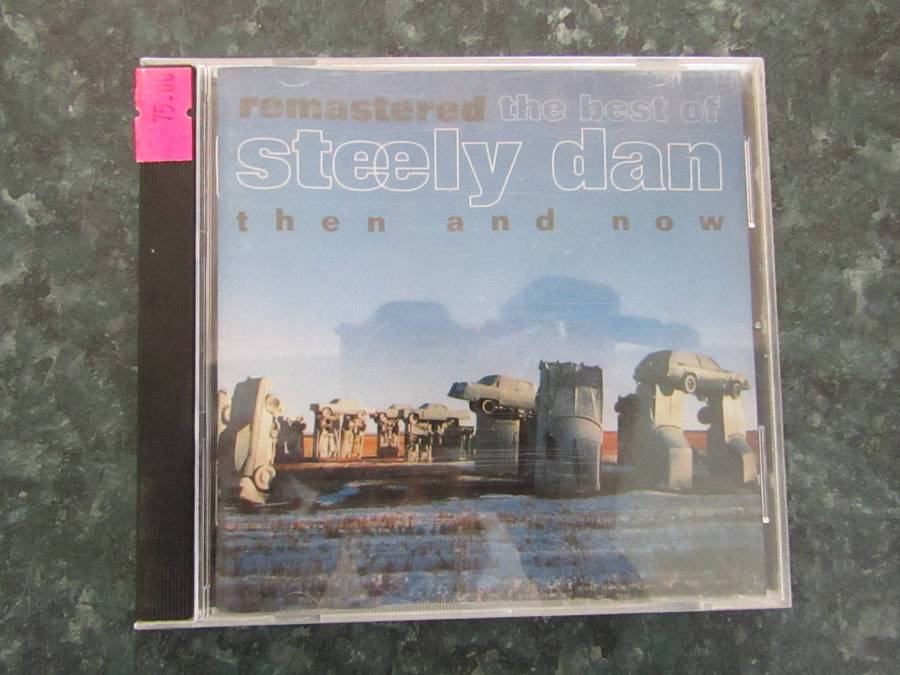 75.00
remastered the best of
steely dan
then and now